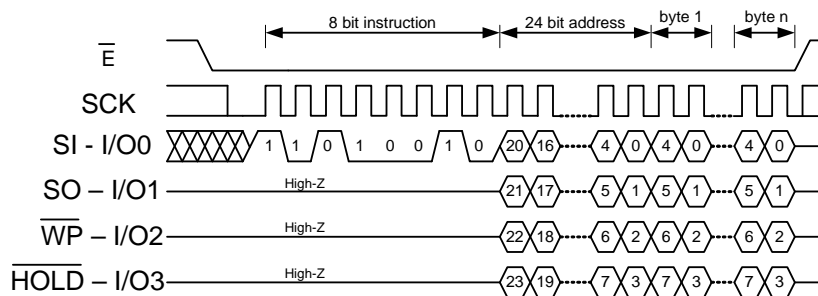 8 bit instruction 24 bit address byte 1 byte n
E
SCK
SI - I/O0 1 1 0 1 0 0 1 0 20 16 4 0 4 0 4 0
SO – I/O1 High-Z 21 17 5 1 5 1 5 1
WP – I/O2 High-Z 22 18 6 2 6 2 6 2
HOLD – I/O3 High-Z 23 19 7 3 7 3 7 3